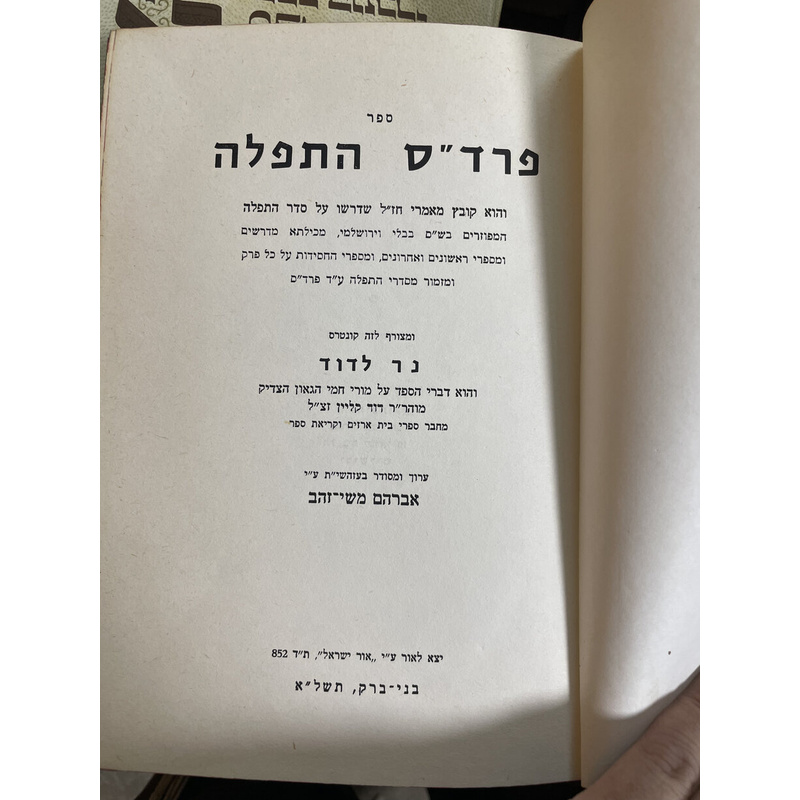 ספר
פרד"ס התפלה
והוא קובץ מאמרי חז"ל שדרשו על סדר התפלה
המפוזרים בש"ס בבלי וירושלמי, מכילתא מדרשים
ומספרי ראשונים ואחרונים, ומספרי החסידות על כל פרק
ומזמור מסדרי התפלה ע"ד פרד"ס
ומצורף לזה קונטרס
נר לדוד
והוא דברי הספד על מורי חמי הגאון הצדיק
מוהר"ר דוד קליין זצ"ל
מחבר ספרי בית ארזים וקריאת ספר
ערוך ומסודר בעזהשי"ת ע"י
אברהם משי־זהב
יצא לאור ע"י „אור ישראל", ת"ד 852
בני־ברק, תשל"א